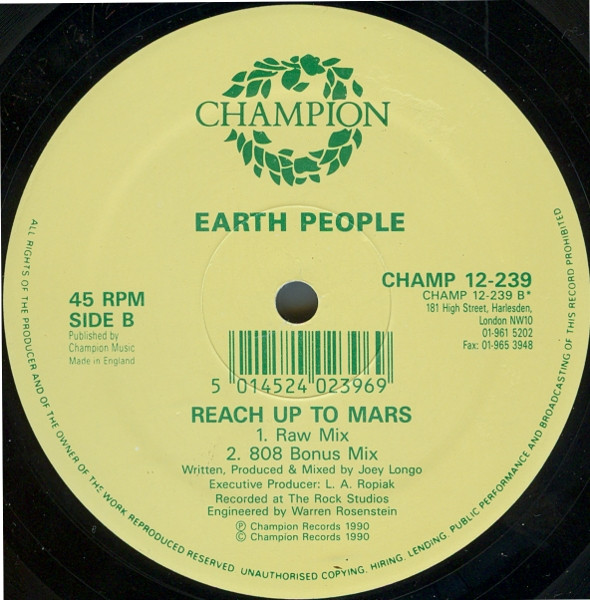 CHAMPION
EARTH PEOPLE
45 RPM
SIDE B
Published by
Champion Music
Made in England
CHAMP 12-239
CHAMP 12-239 B*
181 High Street, Harlesden,
London NW10
01-961 5202
Fax: 01-965 3948
5 014524 023969
REACH UP TO MARS
1. Raw Mix
2. 808 Bonus Mix
Written, Produced & Mixed by Joey Longo
Executive Producer: L. A. Ropiak
Recorded at The Rock Studios
Engineered by Warren Rosenstein
Ⓟ Champion Records 1990
© Champion Records 1990
ALL RIGHTS OF THE PRODUCER AND OF THE OWNER OF THE WORK REPRODUCED RESERVED. UNAUTHORISED COPYING, HIRING, LENDING, PUBLIC PERFORMANCE AND BROADCASTING OF THIS RECORD PROHIBITED